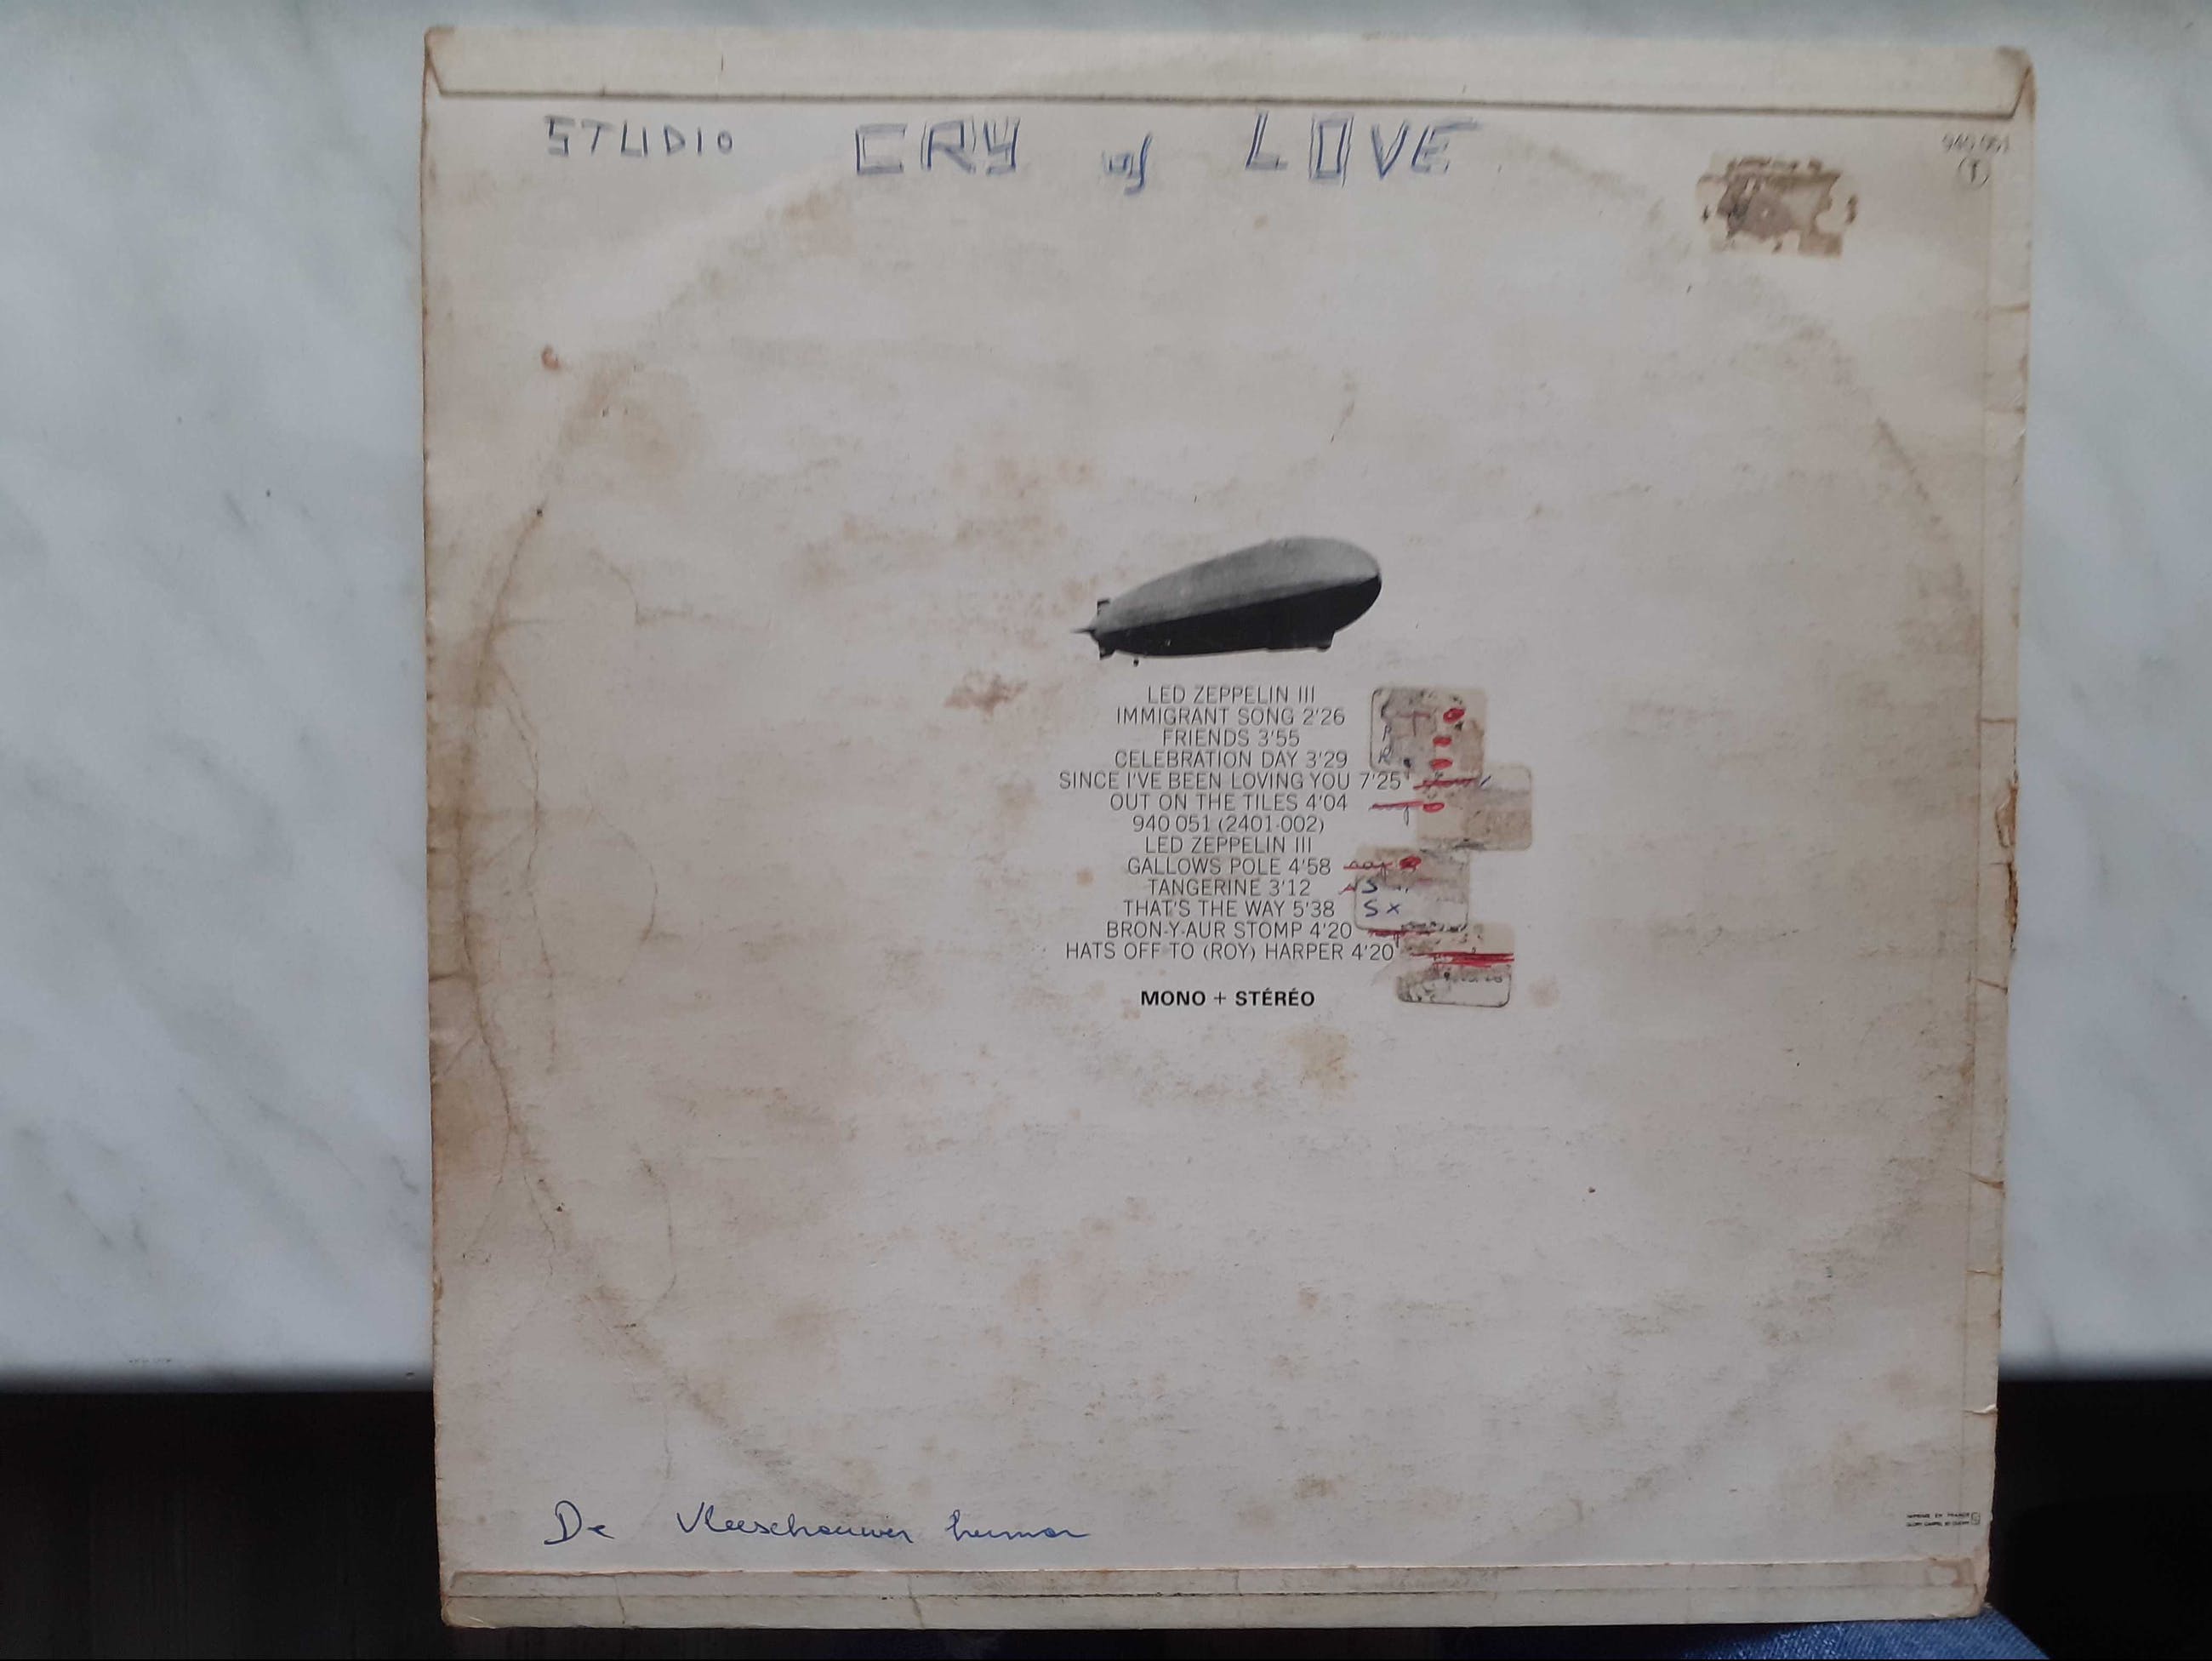 STUDIO CRY of LOVE
940 051
(T)
LED ZEPPELIN III
IMMIGRANT SONG 2'26
FRIENDS 3'55
CELEBRATION DAY 3'29
SINCE I'VE BEEN LOVING YOU 7'25
OUT ON THE TILES 4'04
940 051 (2401-002)
LED ZEPPELIN III
GALLOWS POLE 4'58
TANGERINE 3'12 S
THAT'S THE WAY 5'38 S X
BRON-Y-AUR STOMP 4'20
HATS OFF TO (ROY) HARPER 4'20
MONO + STÉRÉO
De Vleeschouwer
IMPRIMÉ EN FRANCE